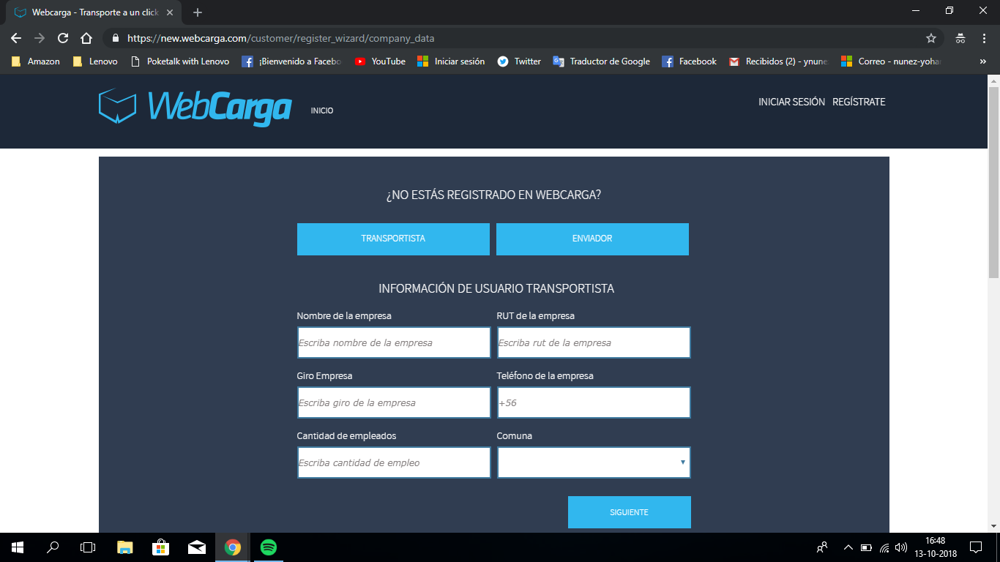 Webcarga - Transporte a un click
https://new.webcarga.com/customer/register_wizard/company_data
Amazon Lenovo Poketalk with Lenovo ¡Bienvenido a Facebo YouTube Iniciar sesión Twitter Traductor de Google Facebook Recibidos (2) - ynune Correo - nunez-yohan »
WebCarga INICIO INICIAR SESIÓN REGÍSTRATE
¿NO ESTÁS REGISTRADO EN WEBCARGA?
TRANSPORTISTA ENVIADOR
INFORMACIÓN DE USUARIO TRANSPORTISTA
Nombre de la empresa RUT de la empresa
Escriba nombre de la empresa Escriba rut de la empresa
Giro Empresa Teléfono de la empresa
Escriba giro de la empresa +56
Cantidad de empleados Comuna
Escriba cantidad de empleo
SIGUIENTE
16:48
13-10-2018